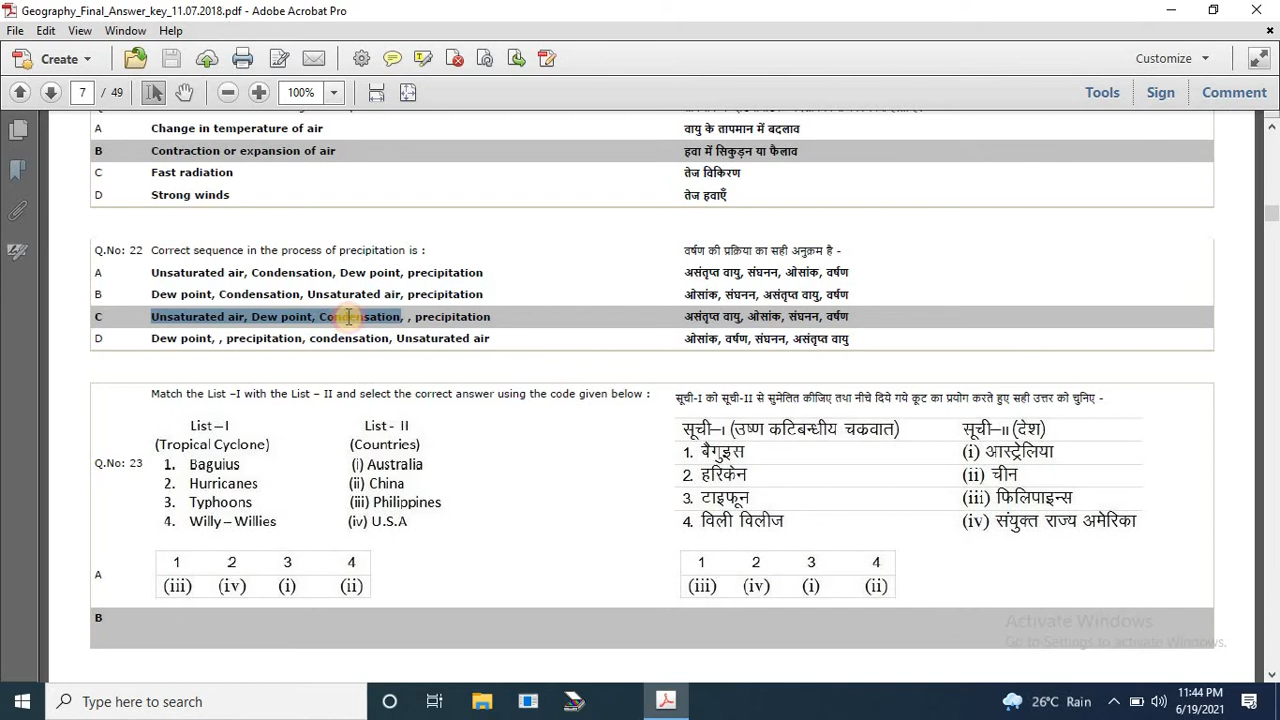 Geography_Final_Answer_key_11.07.2018.pdf - Adobe Acrobat Pro
File Edit View Window Help
Create
Customize
7 / 49
100%
Tools Sign Comment
A Change in temperature of air वायु के तापमान में बदलाव
B Contraction or expansion of air हवा में सिकुड़न या फैलाव
C Fast radiation तेज विकिरण
D Strong winds तेज हवाएँ
Q.No: 22 Correct sequence in the process of precipitation is : वर्षण की प्रक्रिया का सही अनुक्रम है -
A Unsaturated air, Condensation, Dew point, precipitation असंतृप्त वायु, संघनन, ओसांक, वर्षण
B Dew point, Condensation, Unsaturated air, precipitation ओसांक, संघनन, असंतृप्त वायु, वर्षण
C Unsaturated air, Dew point, Condensation, , precipitation असंतृप्त वायु, ओसांक, संघनन, वर्षण
D Dew point, , precipitation, condensation, Unsaturated air ओसांक, वर्षण, संघनन, असंतृप्त वायु
Match the List –I with the List – II and select the correct answer using the code given below : सूची-I को सूची-II से सुमेलित कीजिए तथा नीचे दिये गये कूट का प्रयोग करते हुए सही उत्तर को चुनिए -
List–I List- II सूची–I (उष्ण कटिबन्धीय चकवात) सूची–II (देश)
(Tropical Cyclone) (Countries)
Q.No: 23
1. Baguius (i) Australia 1. बैगुइस (i) आस्ट्रेलिया
2. Hurricanes (ii) China 2. हरिकेन (ii) चीन
3. Typhoons (iii) Philippines 3. टाइफून (iii) फिलिपाइन्स
4. Willy – Willies (iv) U.S.A 4. विली विलीज (iv) संयुक्त राज्य अमेरिका
1 2 3 4 1 2 3 4
A (iii) (iv) (i) (ii) (iii) (iv) (i) (ii)
B
Activate Windows
Go to Settings to activate Windows.
Type here to search
26°C Rain
11:44 PM
6/19/2021